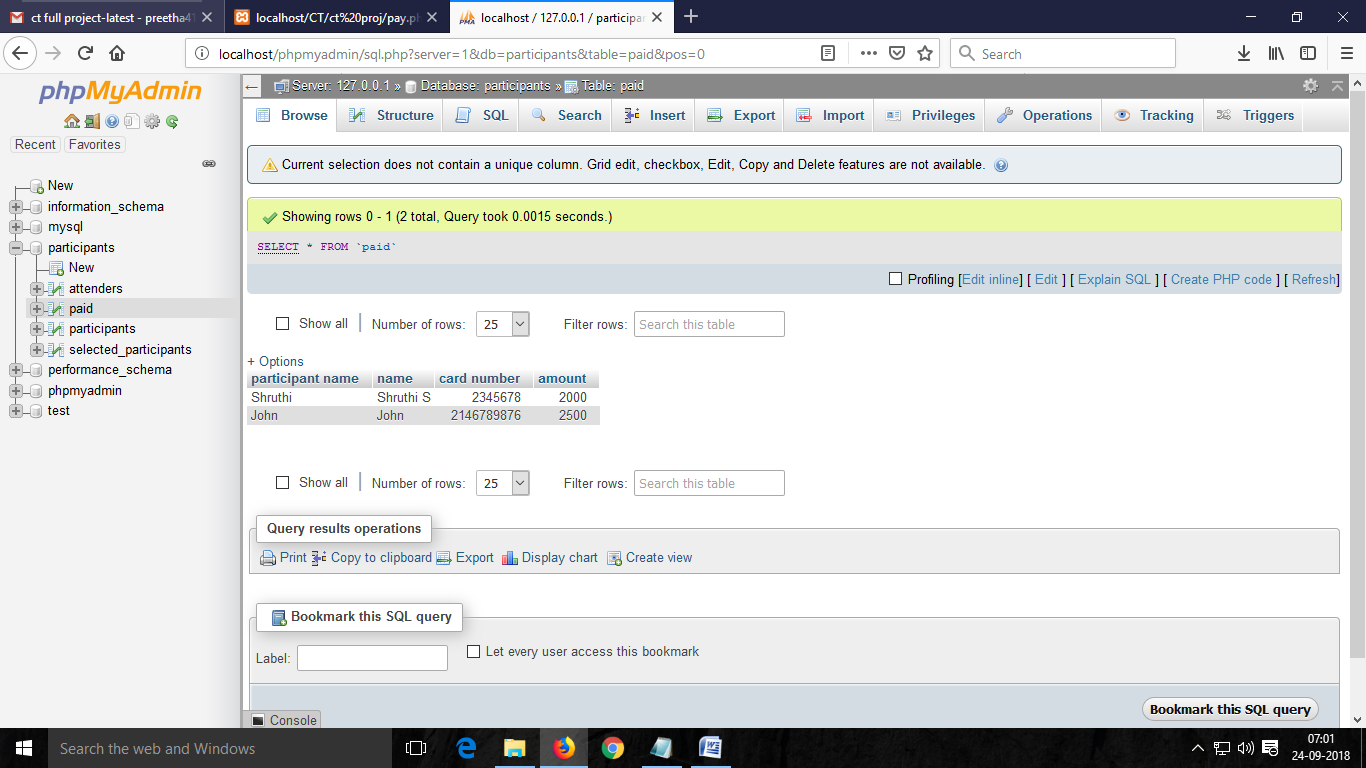 ct full project-latest - preetha41
localhost/CT/ct%20proj/pay.ph
localhost / 127.0.0.1 / participan
localhost/phpmyadmin/sql.php?server=1&db=participants&table=paid&pos=0
Search
phpMyAdmin
Recent Favorites
New
information_schema
mysql
participants
New
attenders
paid
participants
selected_participants
performance_schema
phpmyadmin
test
Server: 127.0.0.1 » Database: participants » Table: paid
Browse Structure SQL Search Insert Export Import Privileges Operations Tracking Triggers
Current selection does not contain a unique column. Grid edit, checkbox, Edit, Copy and Delete features are not available.
Showing rows 0 - 1 (2 total, Query took 0.0015 seconds.)
SELECT * FROM `paid`
Profiling [Edit inline] [ Edit ] [ Explain SQL ] [ Create PHP code ] [ Refresh]
Show all Number of rows: 25 Filter rows: Search this table
+ Options
participant name name card number amount
Shruthi Shruthi S 2345678 2000
John John 2146789876 2500
Show all Number of rows: 25 Filter rows: Search this table
Query results operations
Print Copy to clipboard Export Display chart Create view
Bookmark this SQL query
Label: Let every user access this bookmark
Bookmark this SQL query
Console
Search the web and Windows
07:01
24-09-2018